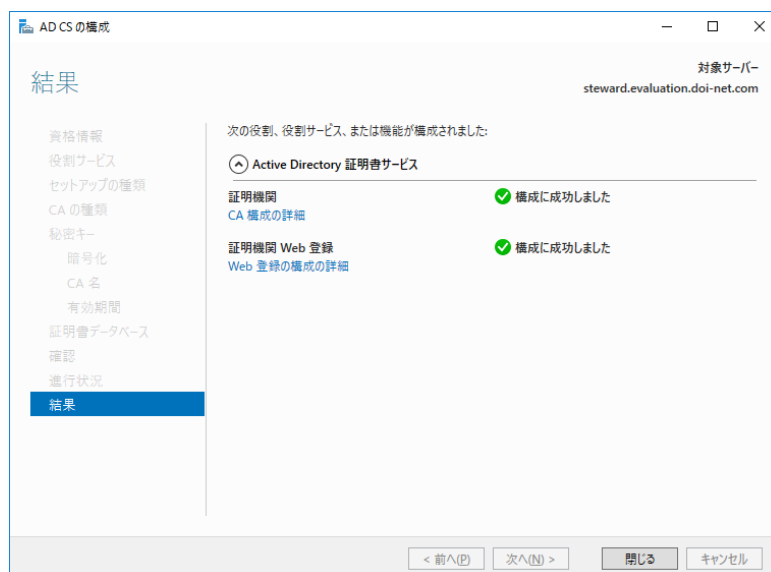 AD CS の構成
結果
対象サーバー
steward.evaluation.doi-net.com
資格情報
役割サービス
セットアップの種類
CA の種類
秘密キー
暗号化
CA 名
有効期間
証明書データベース
確認
進行状況
結果
次の役割、役割サービス、または機能が構成されました:
Active Directory 証明書サービス
証明機関
構成に成功しました
CA 構成の詳細
証明機関 Web 登録
構成に成功しました
Web 登録の構成の詳細
< 前へ(P)
次へ(N) >
閉じる
キャンセル